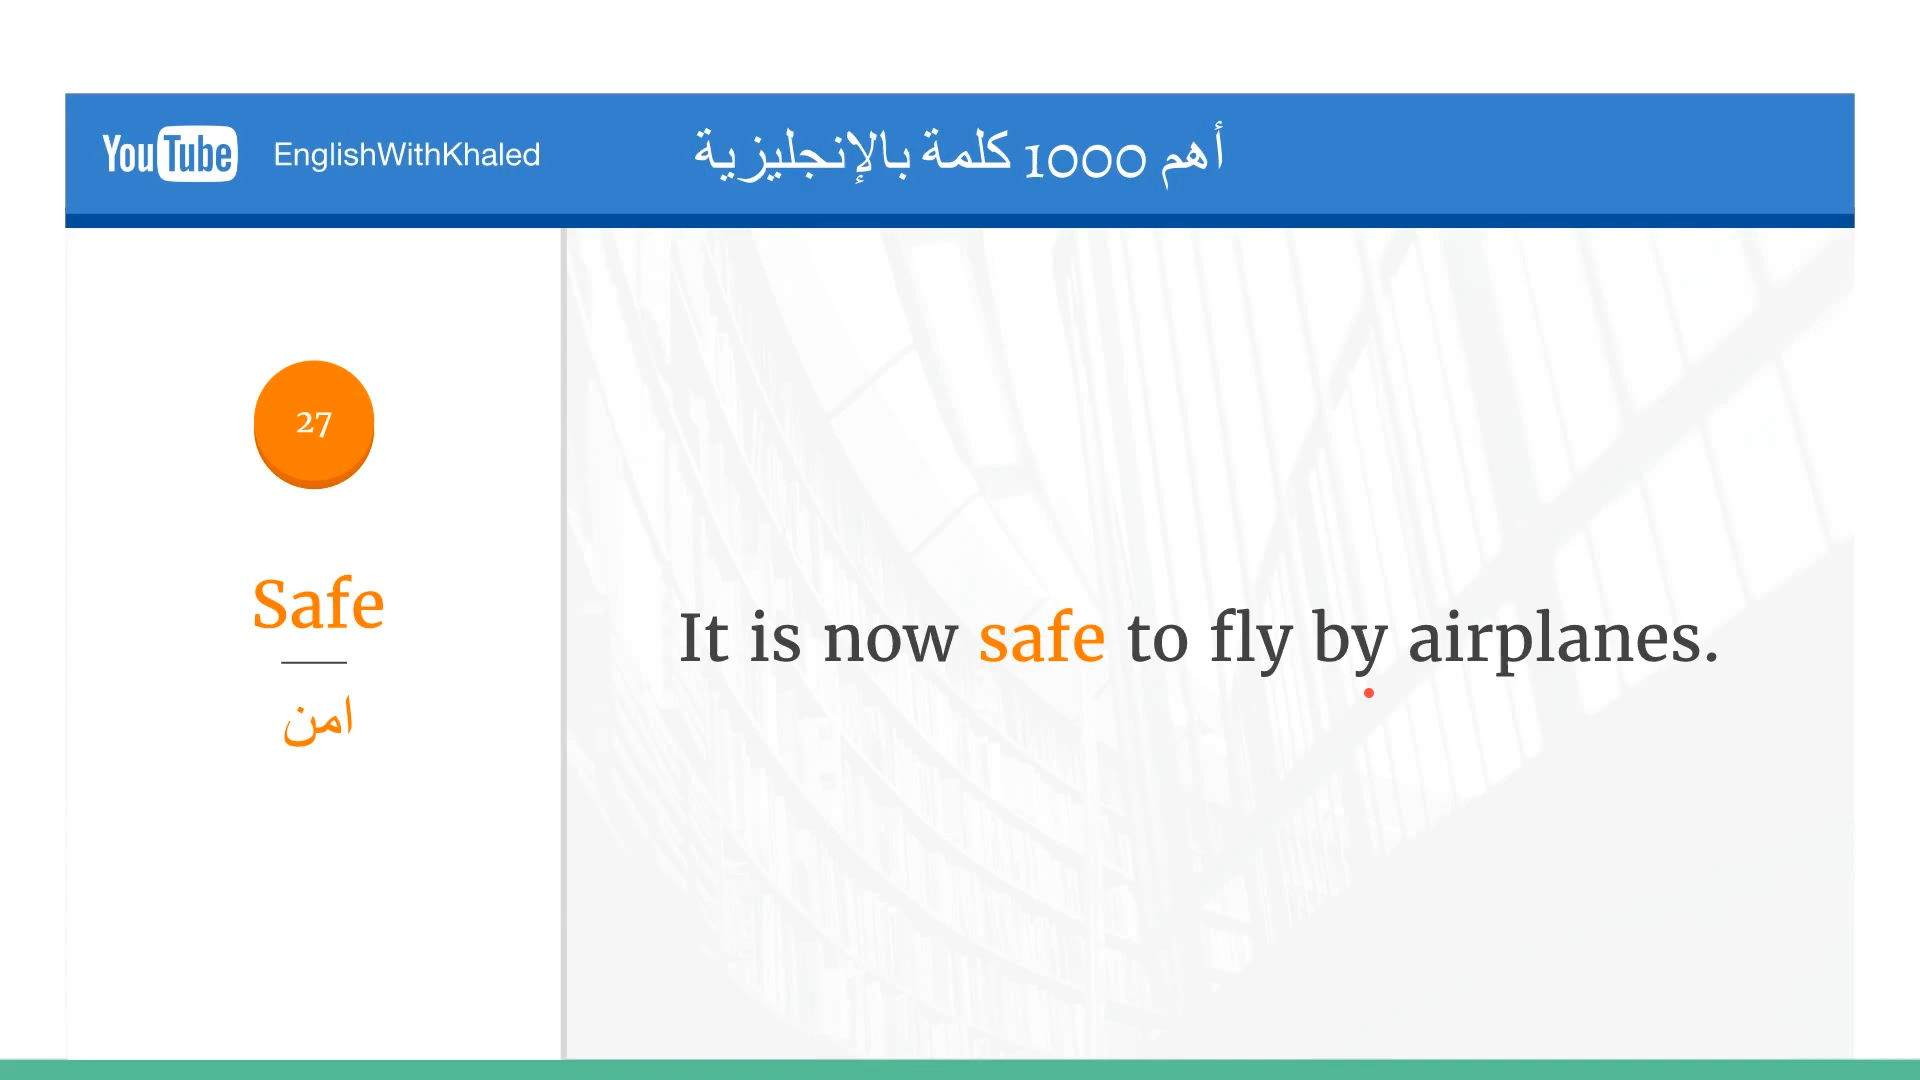 YouTube EnglishWithKhaled
أهم 1000 كلمة بالإنجليزية
27
Safe
امن
It is now safe to fly by airplanes.